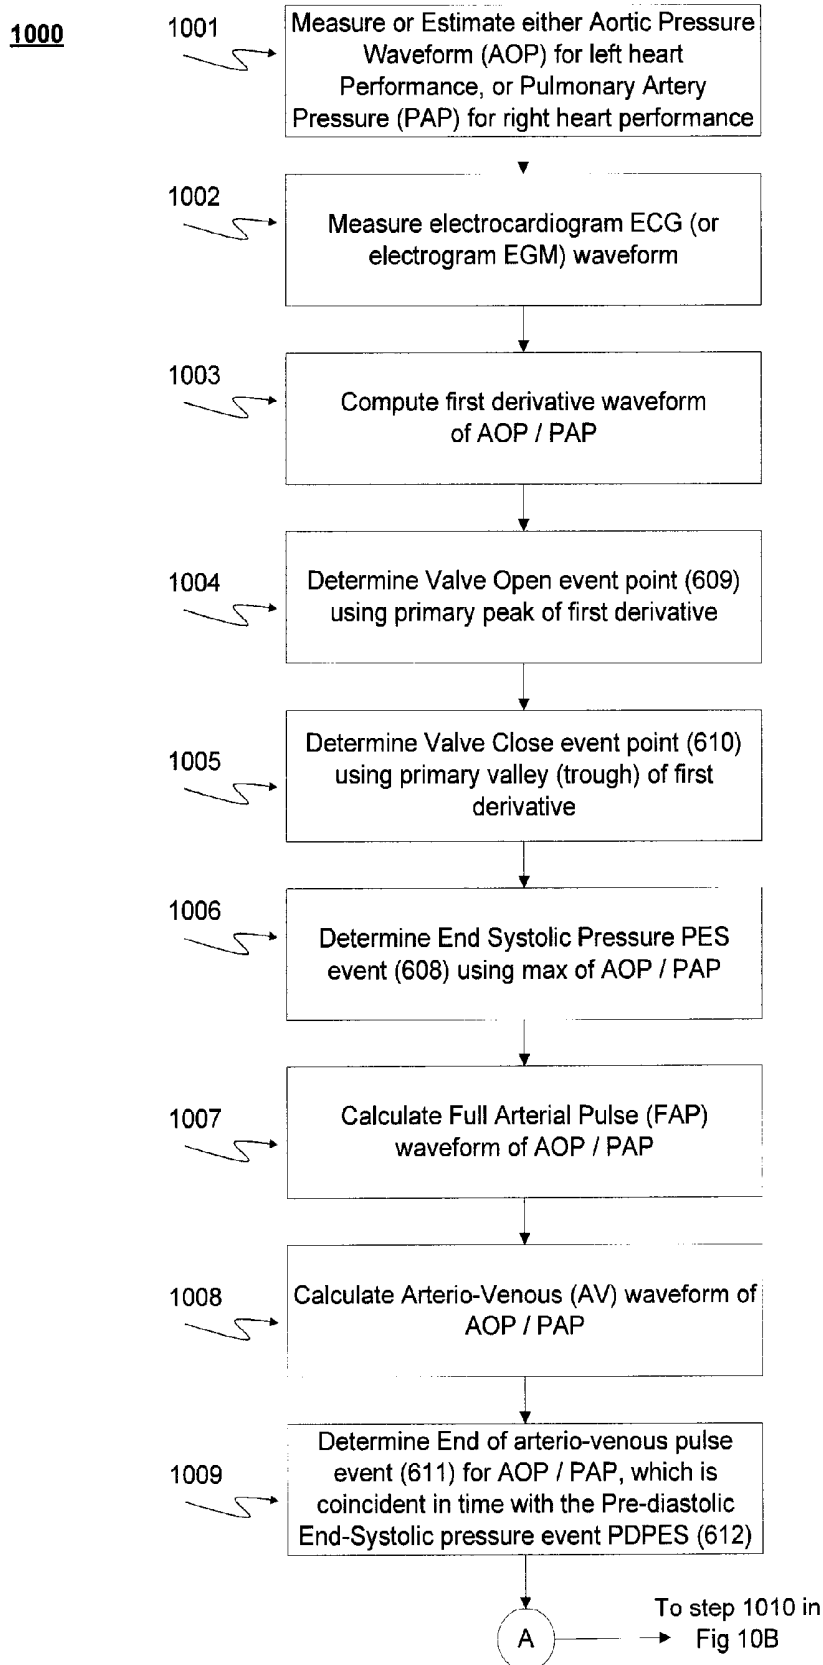 1000
1001
Measure or Estimate either Aortic Pressure
Waveform (AOP) for left heart
Performance, or Pulmonary Artery
Pressure (PAP) for right heart performance
1002
Measure electrocardiogram ECG (or
electrogram EGM) waveform
1003
Compute first derivative waveform
of AOP / PAP
1004
Determine Valve Open event point (609)
using primary peak of first derivative
1005
Determine Valve Close event point (610)
using primary valley (trough) of first
derivative
1006
Determine End Systolic Pressure PES
event (608) using max of AOP / PAP
1007
Calculate Full Arterial Pulse (FAP)
waveform of AOP / PAP
1008
Calculate Arterio-Venous (AV) waveform of
AOP / PAP
1009
Determine End of arterio-venous pulse
event (611) for AOP / PAP, which is
coincident in time with the Pre-diastolic
End-Systolic pressure event PDPES (612)
A
To step 1010 in
Fig 10B